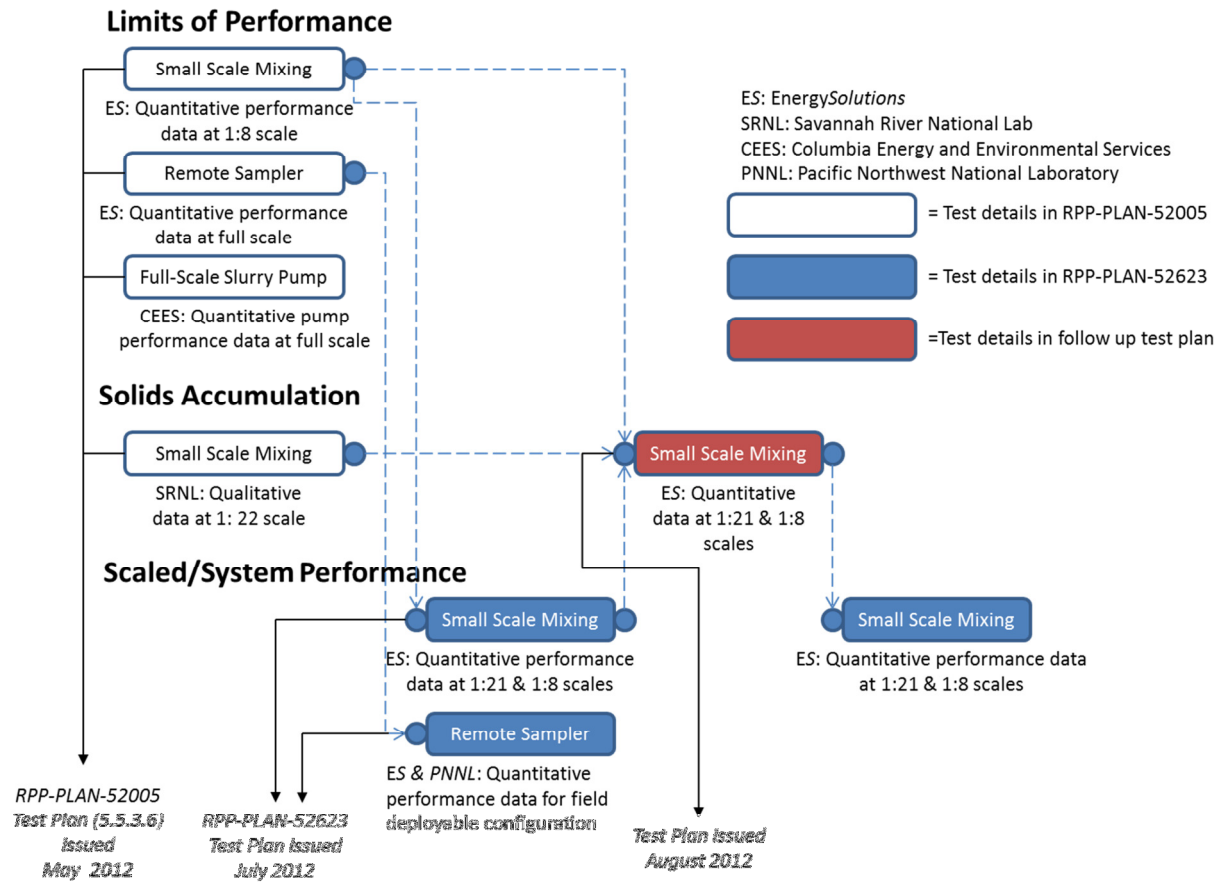 Limits of Performance
Small Scale Mixing
ES: Quantitative performance
data at 1:8 scale
Remote Sampler
ES: Quantitative performance
data at full scale
Full-Scale Slurry Pump
CEES: Quantitative pump
performance data at full scale
ES: EnergySolutions
SRNL: Savannah River National Lab
CEES: Columbia Energy and Environmental Services
PNNL: Pacific Northwest National Laboratory
= Test details in RPP-PLAN-52005
= Test details in RPP-PLAN-52623
=Test details in follow up test plan
Solids Accumulation
Small Scale Mixing
SRNL: Qualitative
data at 1: 22 scale
Small Scale Mixing
ES: Quantitative
data at 1:21 & 1:8
scales
Scaled/System Performance
Small Scale Mixing
ES: Quantitative performance
data at 1:21 & 1:8 scales
Small Scale Mixing
ES: Quantitative performance data
at 1:21 & 1:8 scales
Remote Sampler
ES & PNNL: Quantitative
performance data for field
deployable configuration
RPP-PLAN-52005
Test Plan (5.5.3.6)
Issued
May 2012
RPP-PLAN-52623
Test Plan Issued
July 2012
Test Plan Issued
August 2012